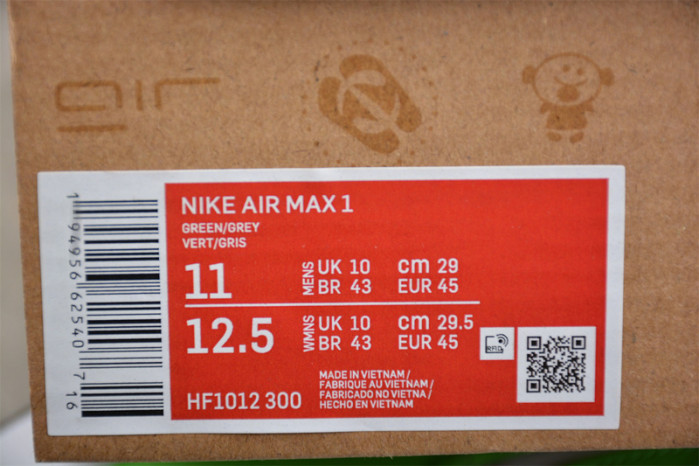 air
NIKE AIR MAX 1
GREEN/GREY
VERT/GRIS
11
MENS
UK 10 cm 29
BR 43 EUR 45
12.5
WMNS
UK 10 cm 29.5
BR 43 EUR 45
MADE IN VIETNAM /
FABRIQUE AU VIETNAM /
FABRICADO NO VIETNA /
HECHO EN VIETNAM
HF1012 300
1 94956 62540 7 16